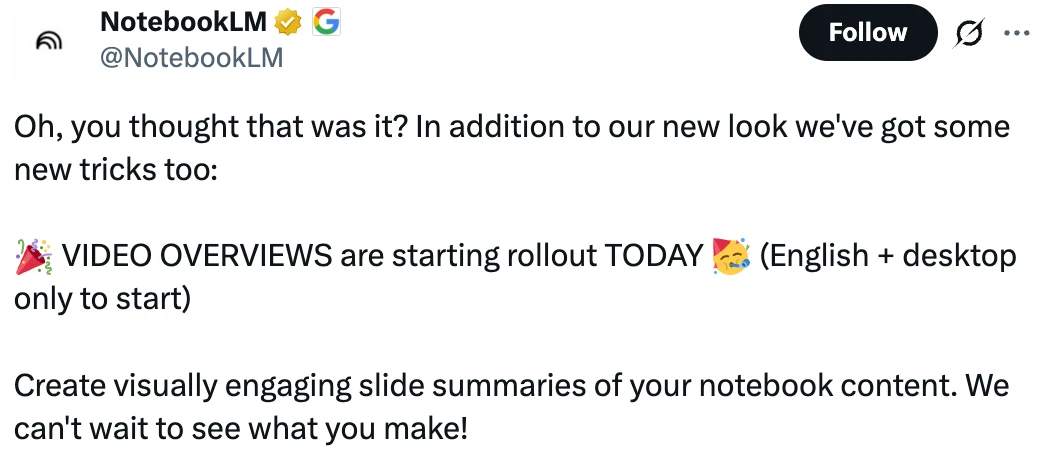 NotebookLM
@NotebookLM
Follow
Oh, you thought that was it? In addition to our new look we've got some
new tricks too:
🎉 VIDEO OVERVIEWS are starting rollout TODAY 🥳 (English + desktop
only to start)
Create visually engaging slide summaries of your notebook content. We
can't wait to see what you make!